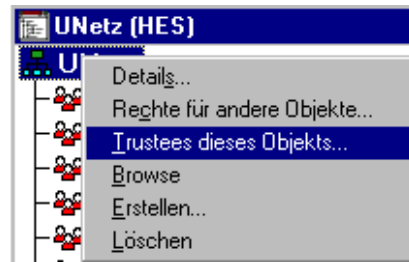 UNetz (HES)
Details...
Rechte für andere Objekte...
Trustees dieses Objekts...
Browse
Erstellen...
Löschen